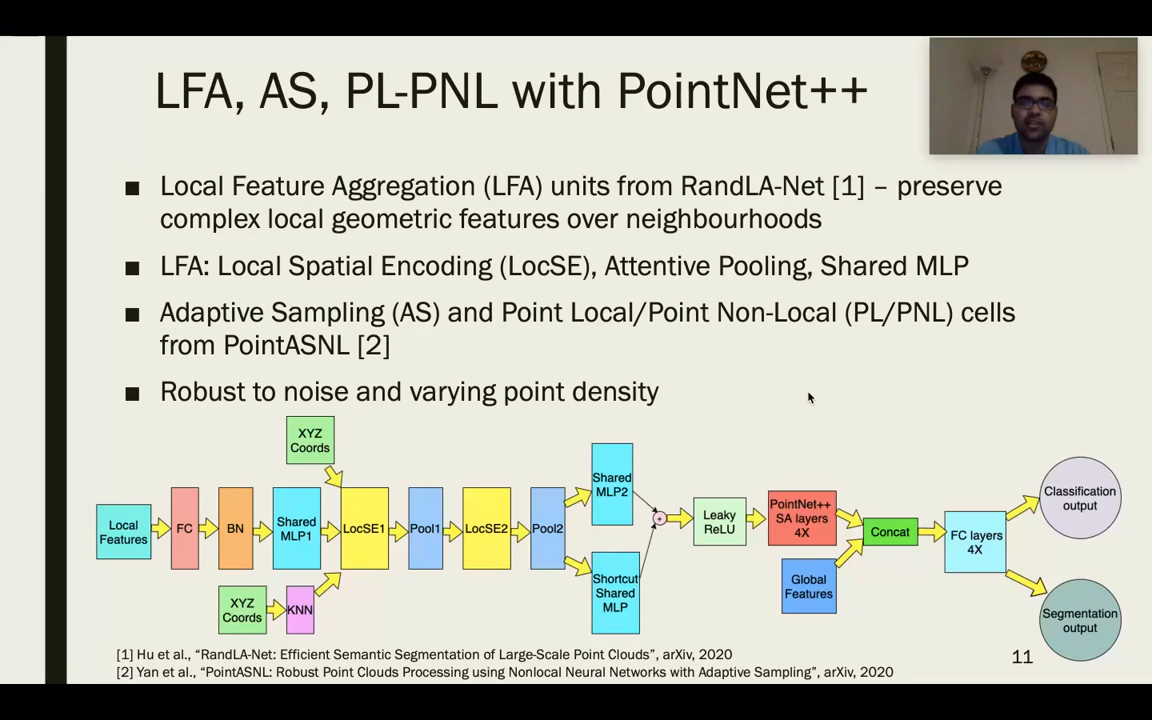 LFA, AS, PL-PNL with PointNet++
■ Local Feature Aggregation (LFA) units from RandLA-Net [1] – preserve
complex local geometric features over neighbourhoods
■ LFA: Local Spatial Encoding (LocSE), Attentive Pooling, Shared MLP
■ Adaptive Sampling (AS) and Point Local/Point Non-Local (PL/PNL) cells
from PointASNL [2]
■ Robust to noise and varying point density
XYZ
Coords
Local
Features
FC
BN
Shared
MLP1
LocSE1
Pool1
LocSE2
Pool2
XYZ
Coords
KNN
Shared
MLP2
Shortcut
Shared
MLP
+
Leaky
ReLU
PointNet++
SA layers
4X
Global
Features
Concat
FC layers
4X
Classification
output
Segmentation
output
[1] Hu et al., “RandLA-Net: Efficient Semantic Segmentation of Large-Scale Point Clouds”, arXiv, 2020
[2] Yan et al., “PointASNL: Robust Point Clouds Processing using Nonlocal Neural Networks with Adaptive Sampling”, arXiv, 2020
11